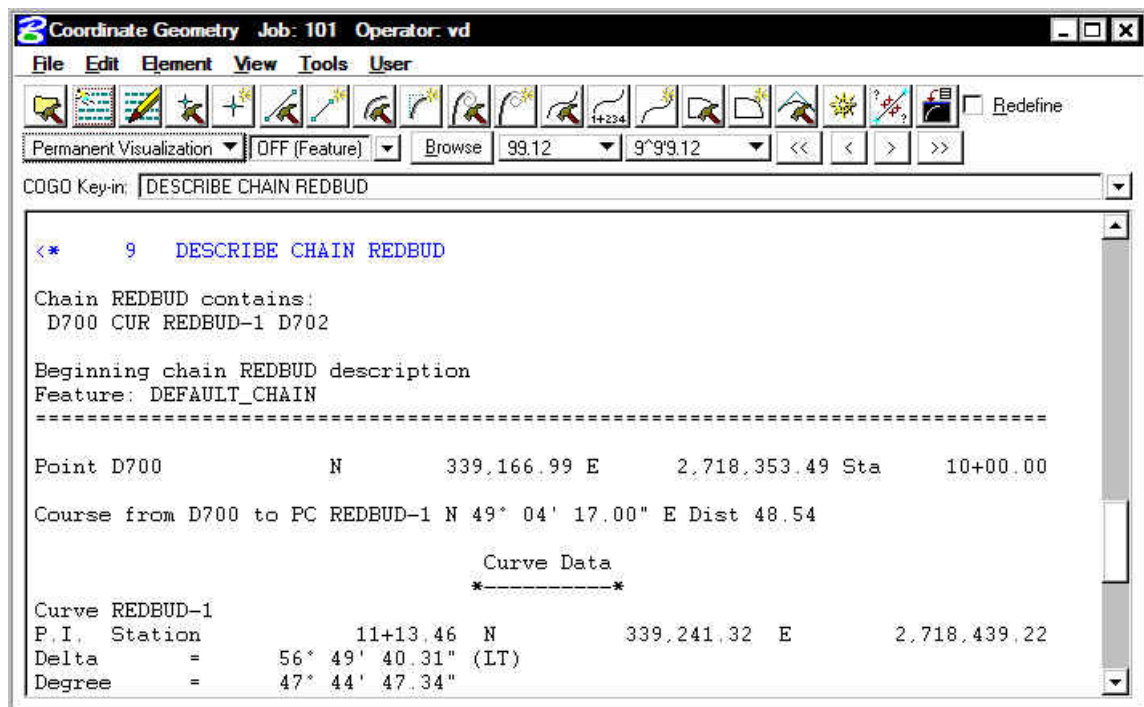 Coordinate Geometry Job: 101 Operator: vd
File Edit Element View Tools User
1+234 Redefine
Permanent Visualization OFF (Feature) Browse 99.12 9^9'9.12 << < > >>
COGO Key-in: DESCRIBE CHAIN REDBUD
<* 9 DESCRIBE CHAIN REDBUD
Chain REDBUD contains:
D700 CUR REDBUD-1 D702
Beginning chain REDBUD description
Feature: DEFAULT_CHAIN
===============================================================================
Point D700 N 339,166.99 E 2,718,353.49 Sta 10+00.00
Course from D700 to PC REDBUD-1 N 49° 04' 17.00" E Dist 48.54
Curve Data
*----------*
Curve REDBUD-1
P.I. Station 11+13.46 N 339,241.32 E 2,718,439.22
Delta = 56° 49' 40.31" (LT)
Degree = 47° 44' 47.34"